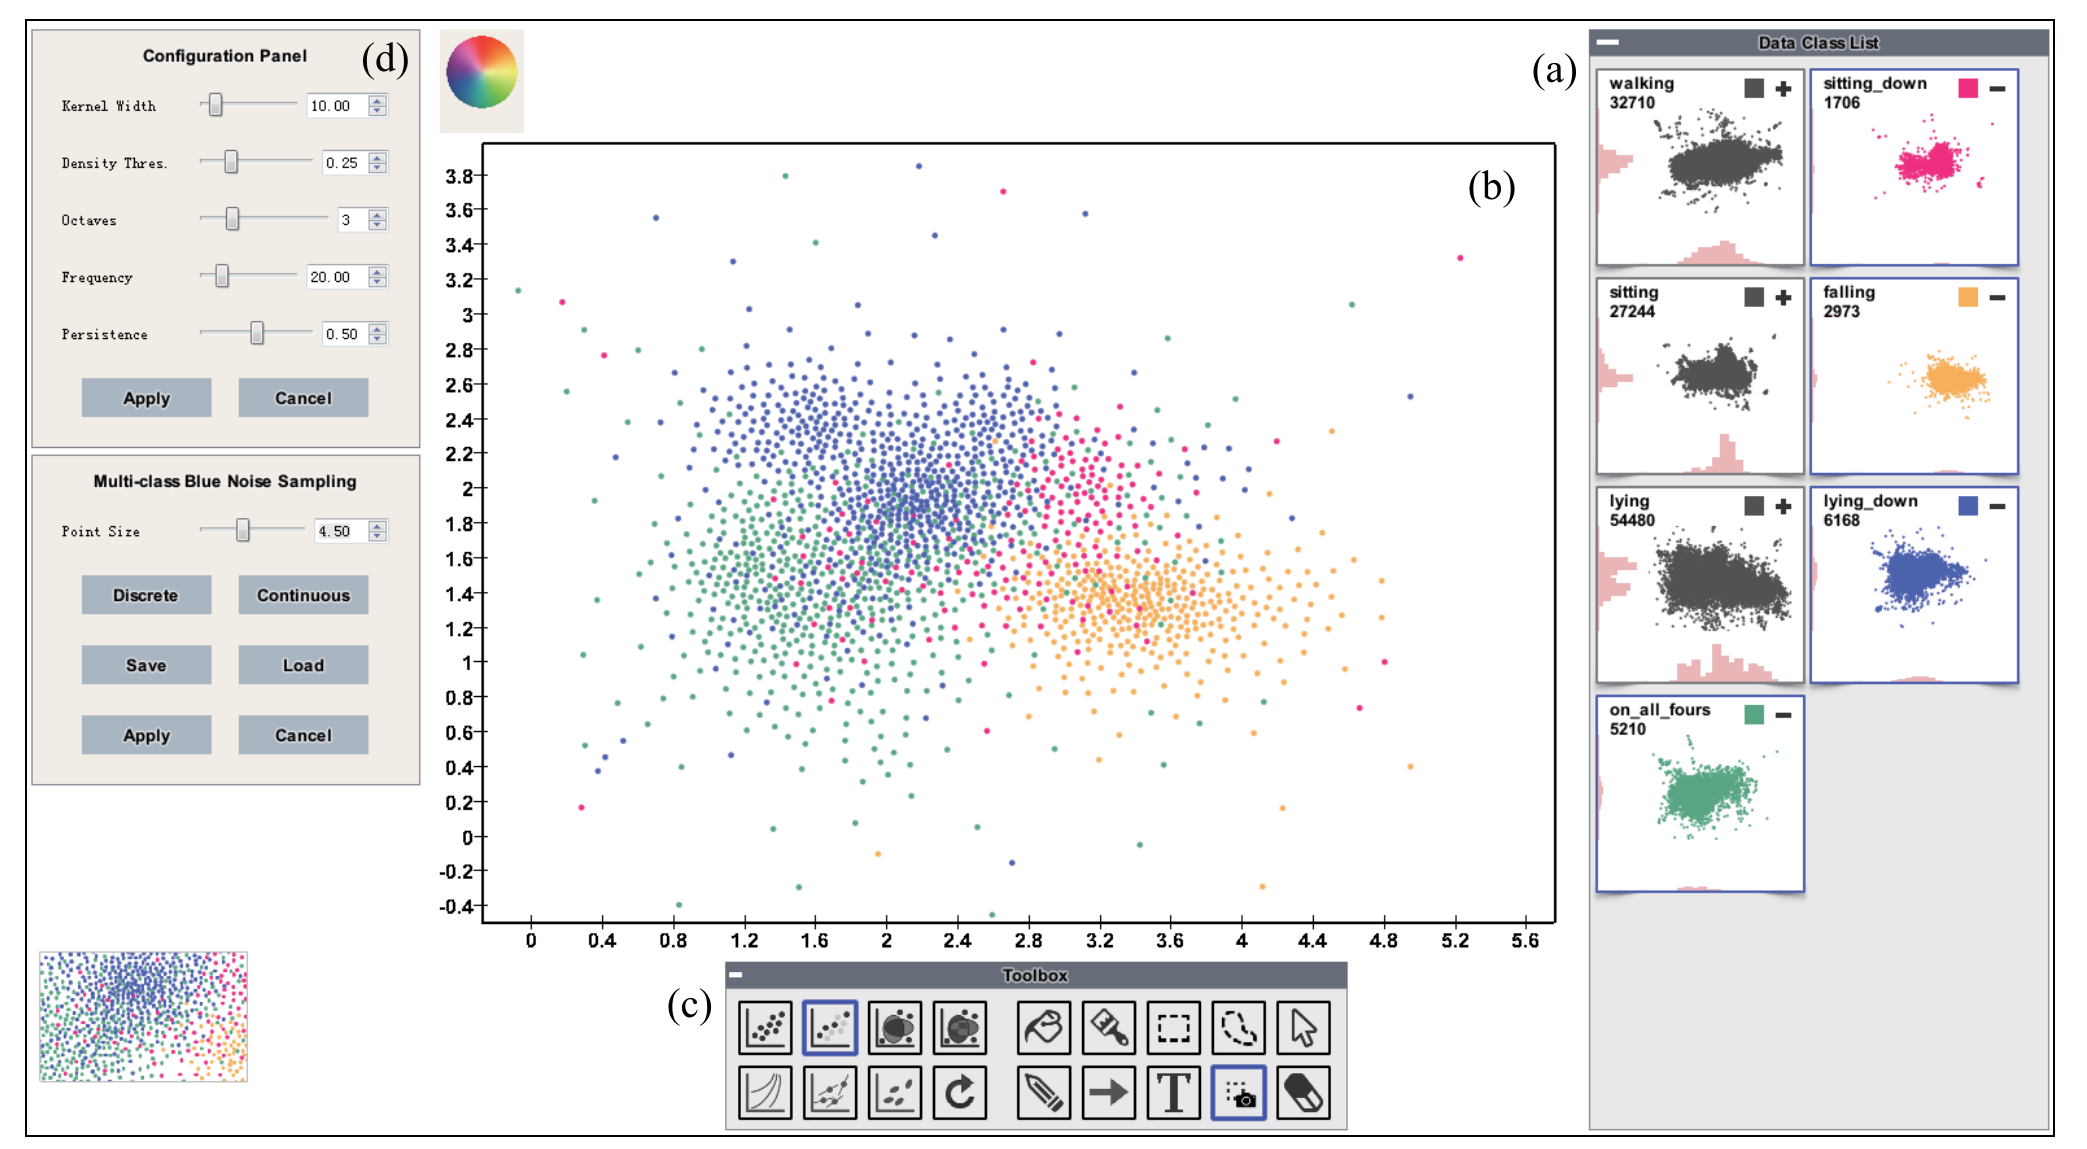 Configuration Panel
(d)
Kernel Width
10.00
Density Thres.
0.25
Octaves
3
Frequency
20.00
Persistence
0.50
Apply
Cancel
Multi-class Blue Noise Sampling
Point Size
4.50
Discrete
Continuous
Save
Load
Apply
Cancel
(b)
3.8
3.6
3.4
3.2
3
2.8
2.6
2.4
2.2
2
1.8
1.6
1.4
1.2
1
0.8
0.6
0.4
0.2
0
-0.2
-0.4
0 0.4 0.8 1.2 1.6 2 2.4 2.8 3.2 3.6 4 4.4 4.8 5.2 5.6
(c)
Toolbox
T
(a)
Data Class List
walking
32710
sitting_down
1706
sitting
27244
falling
2973
lying
54480
lying_down
6168
on_all_fours
5210